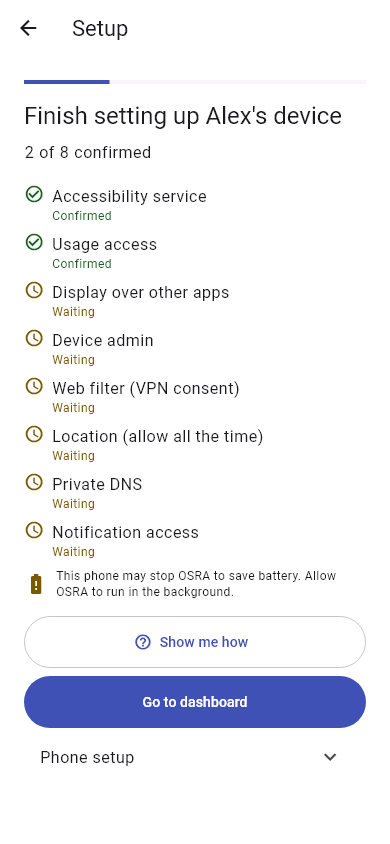 Setup
Finish setting up Alex's device
2 of 8 confirmed
Accessibility service
Confirmed
Usage access
Confirmed
Display over other apps
Waiting
Device admin
Waiting
Web filter (VPN consent)
Waiting
Location (allow all the time)
Waiting
Private DNS
Waiting
Notification access
Waiting
This phone may stop OSRA to save battery. Allow
OSRA to run in the background.
Show me how
Go to dashboard
Phone setup